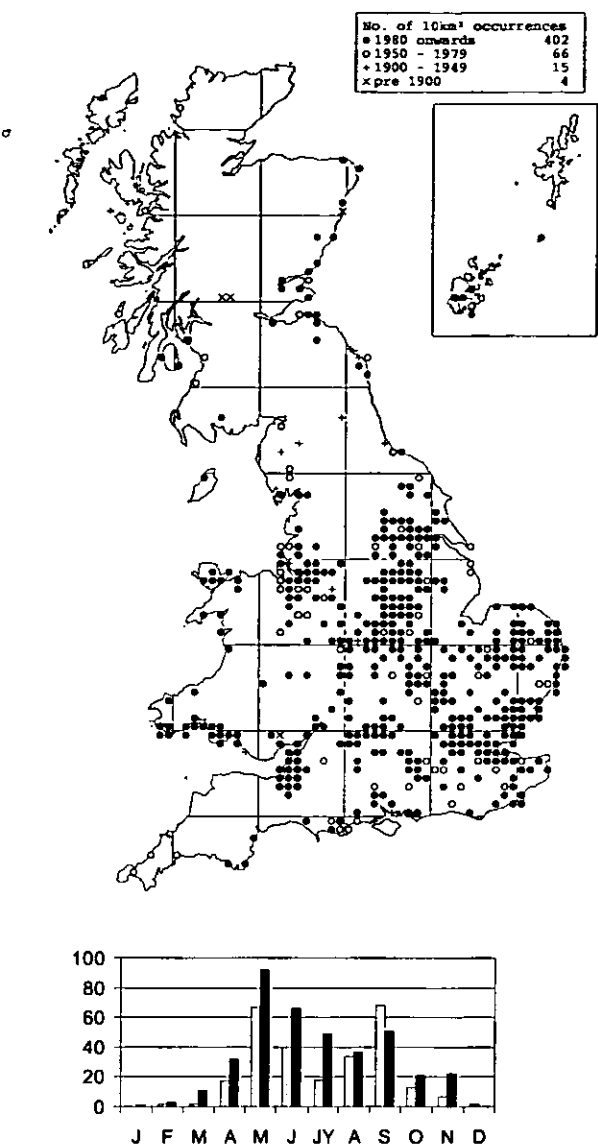 No. of 10km² occurrences
● 1980 onwards 402
○ 1950 - 1979 66
+ 1900 - 1949 15
× pre 1900 4
100
80
60
40
20
0
J F M A M J JY A S O N D